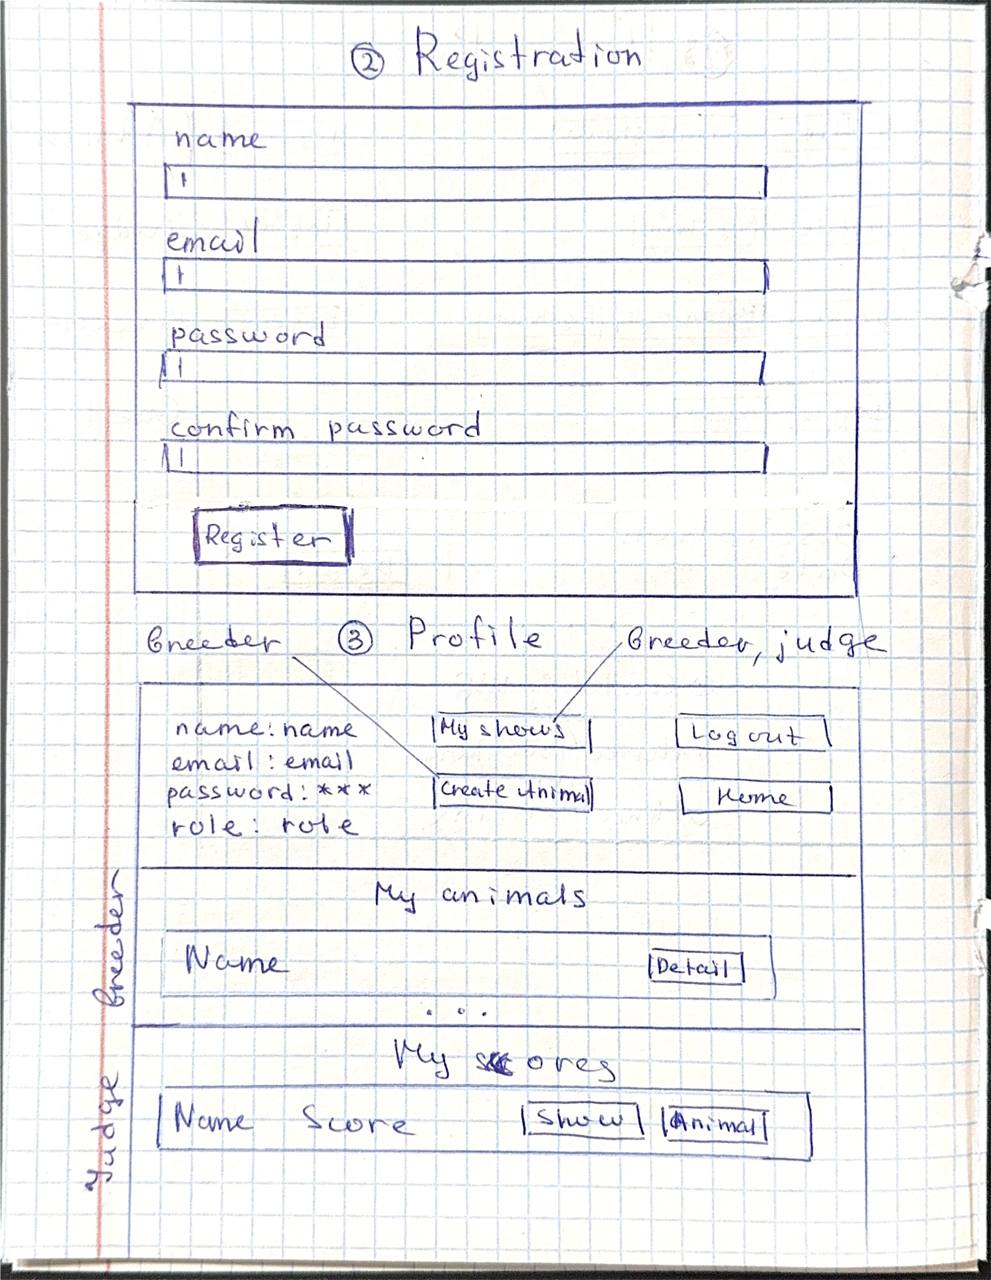 ② Registration
name
email
password
confirm password
Register
breeder ③ Profile breeder, judge
name: name My shows Log out
email: email
password: *** Create Animal Home
role: role
My animals
breeder
Name Detail
...
My scores
Yudge
Name Score Show Animal